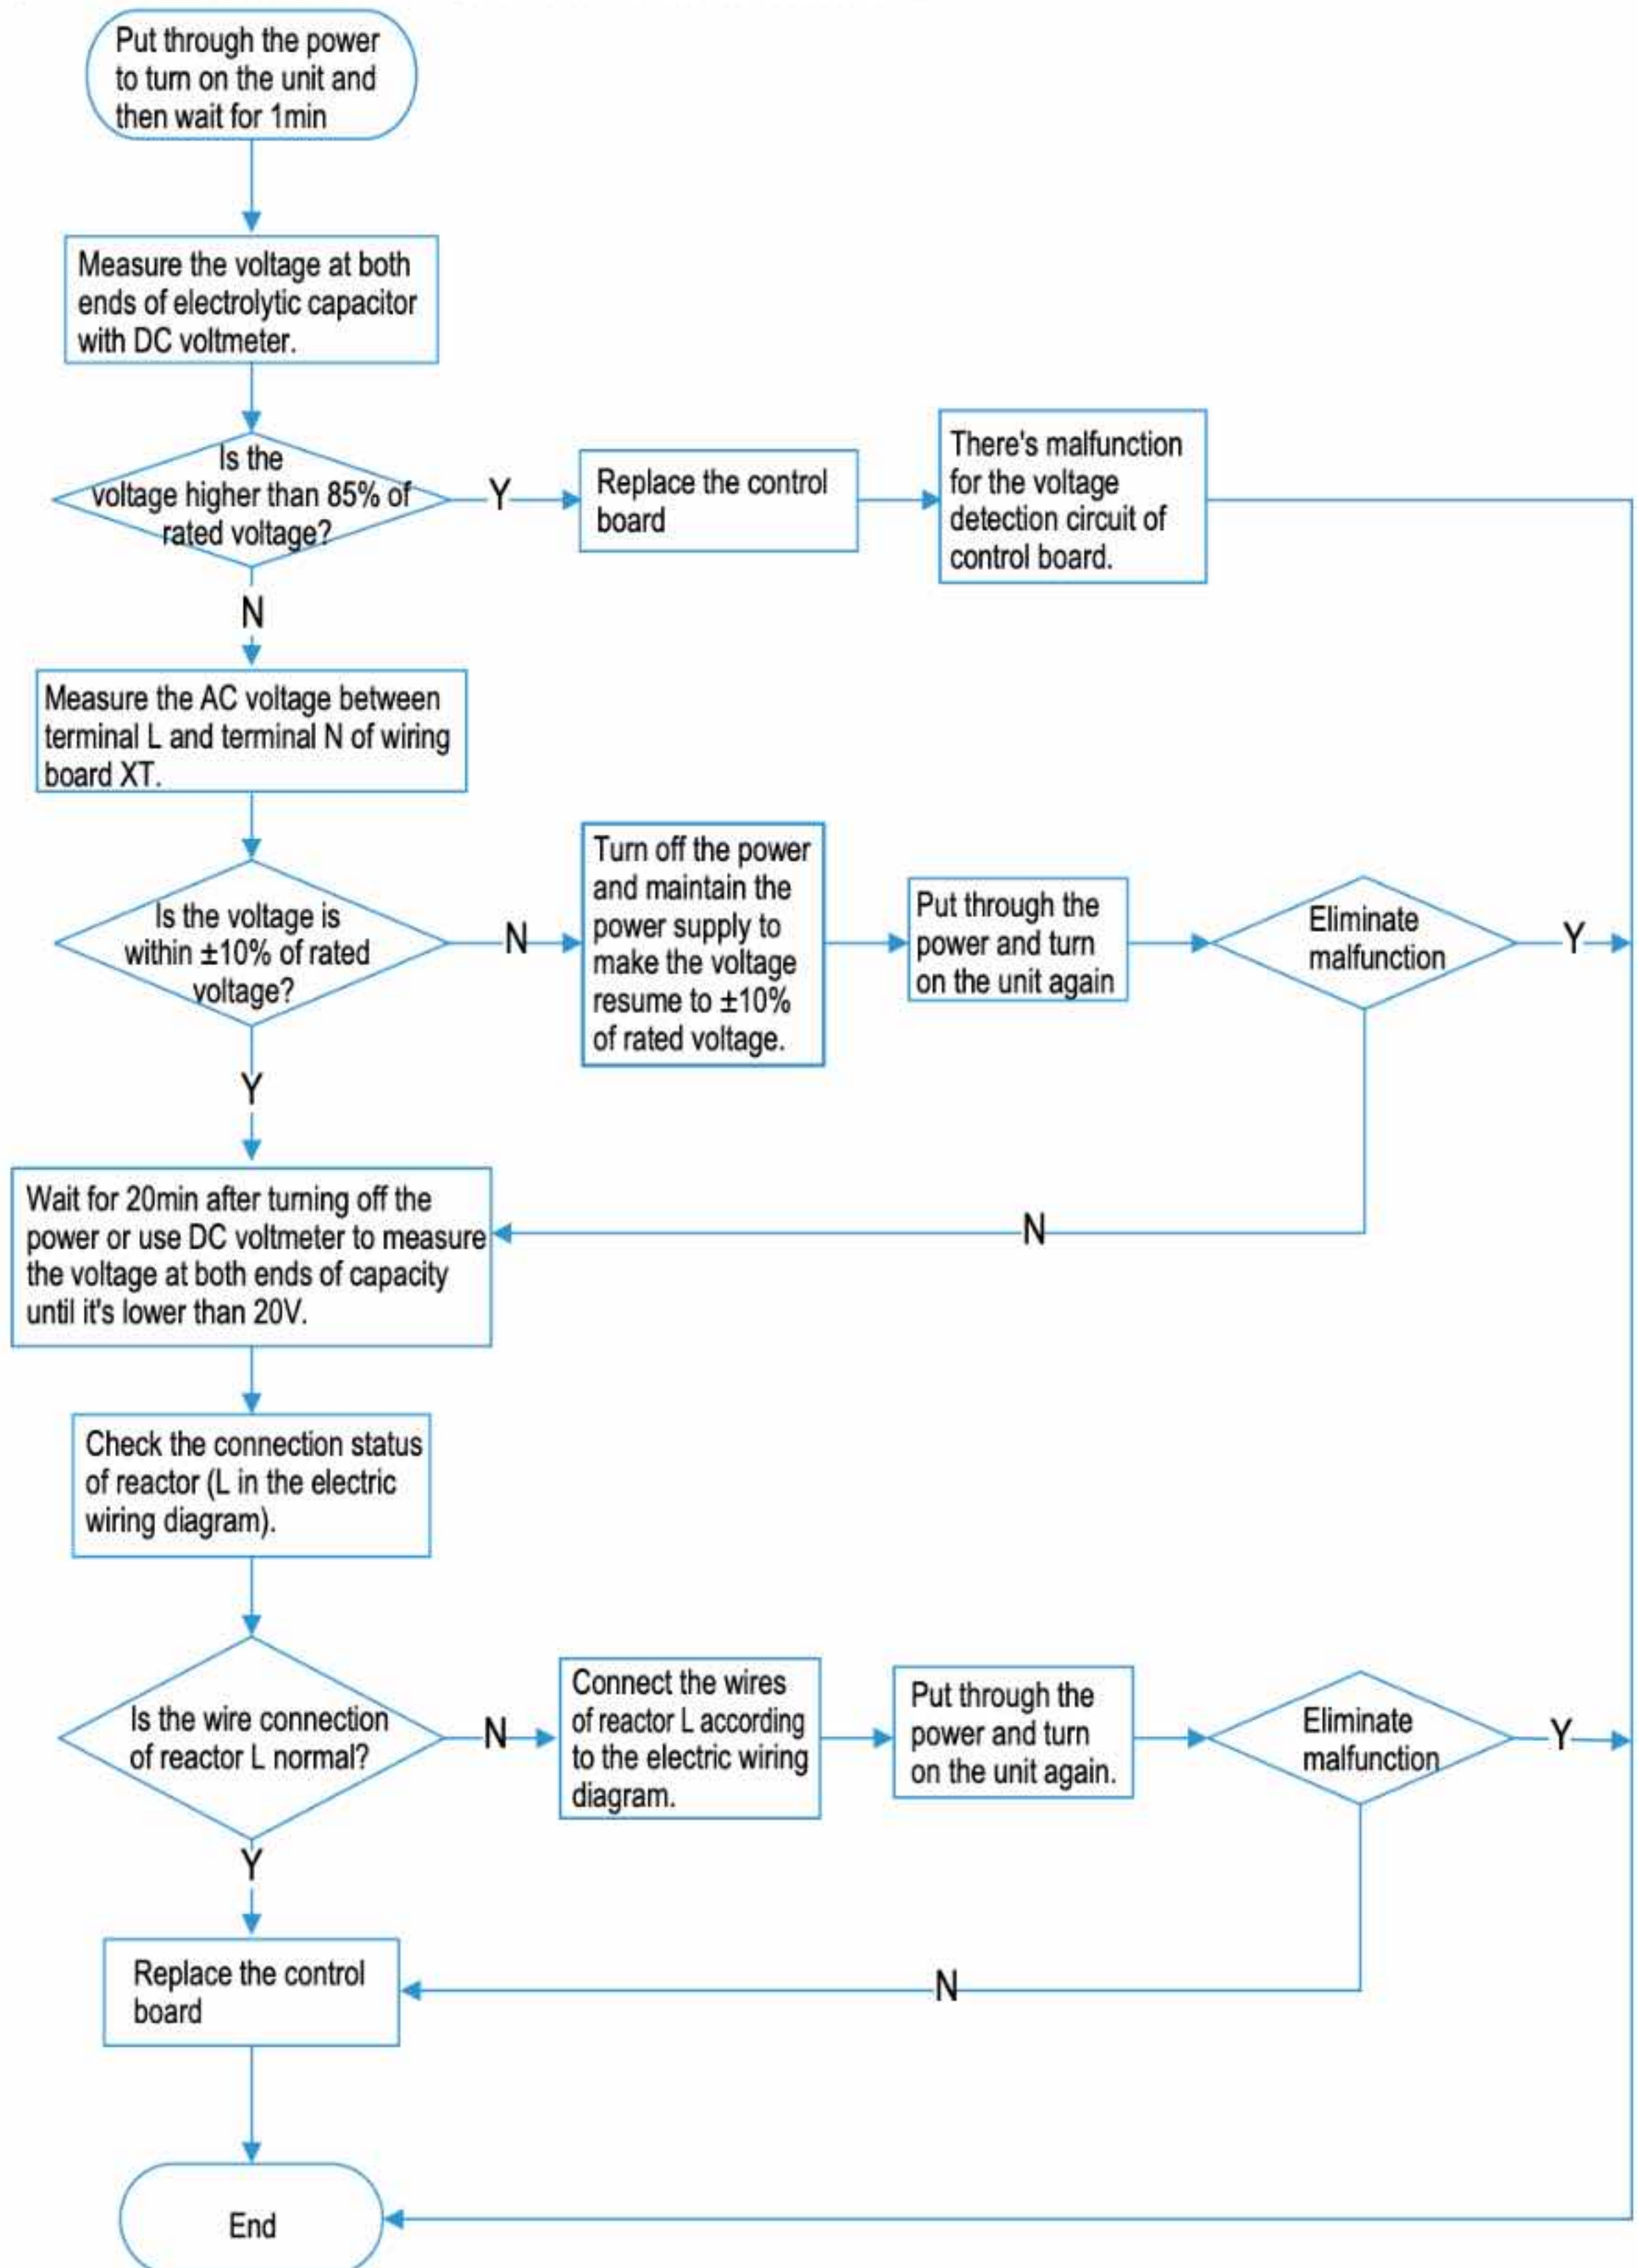 Put through the power
to turn on the unit and
then wait for 1min
Measure the voltage at both
ends of electrolytic capacitor
with DC voltmeter.
Is the
voltage higher than 85% of
rated voltage?
Y
Replace the control
board
There's malfunction
for the voltage
detection circuit of
control board.
N
Measure the AC voltage between
terminal L and terminal N of wiring
board XT.
Is the voltage is
within ±10% of rated
voltage?
N
Turn off the power
and maintain the
power supply to
make the voltage
resume to ±10%
of rated voltage.
Put through the
power and turn
on the unit again
Eliminate
malfunction
Y
Y
N
Wait for 20min after turning off the
power or use DC voltmeter to measure
the voltage at both ends of capacity
until it's lower than 20V.
Check the connection status
of reactor (L in the electric
wiring diagram).
Is the wire connection
of reactor L normal?
N
Connect the wires
of reactor L according
to the electric wiring
diagram.
Put through the
power and turn
on the unit again.
Eliminate
malfunction
Y
Y
N
Replace the control
board
End